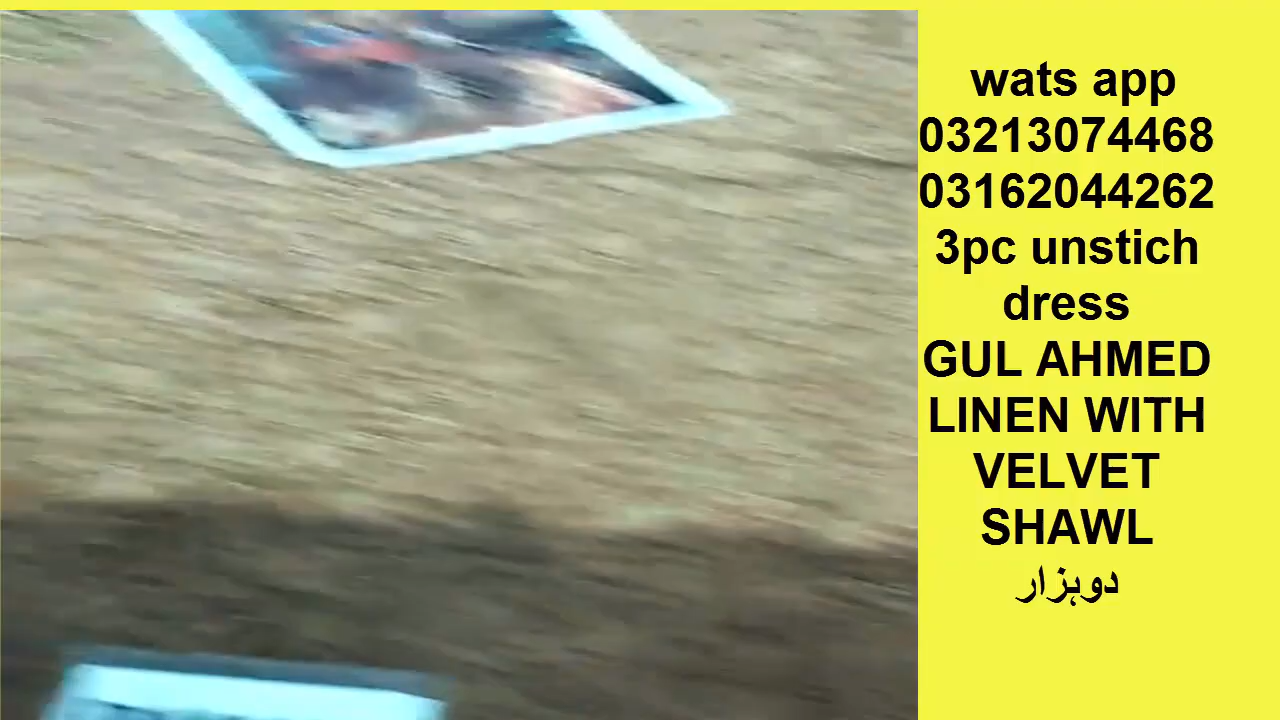 wats app
03213074468
03162044262
3pc unstich
dress
GUL AHMED
LINEN WITH
VELVET
SHAWL
دوہزار